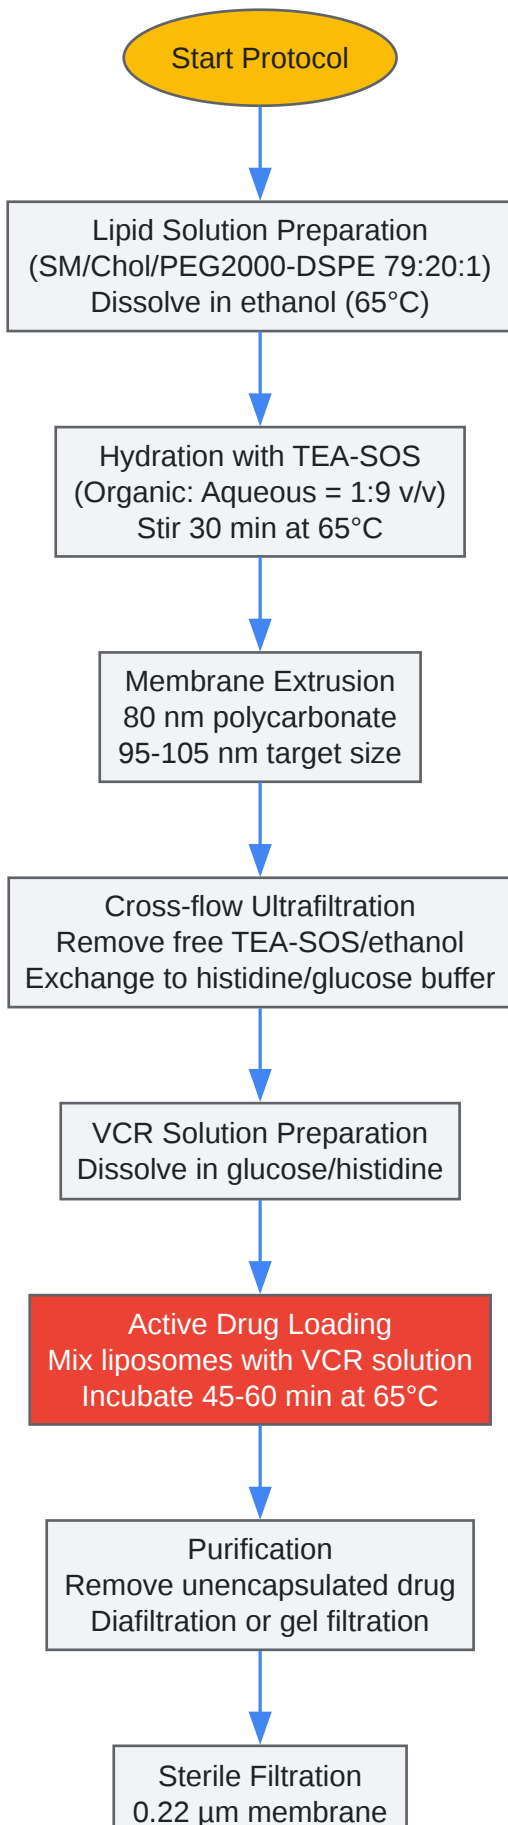 Start Protocol
Lipid Solution Preparation
(SM/Chol/PEG2000-DSPE 79:20:1)
Dissolve in ethanol (65°C)
Hydration with TEA-SOS
(Organic: Aqueous = 1:9 v/v)
Stir 30 min at 65°C
Membrane Extrusion
80 nm polycarbonate
95-105 nm target size
Cross-flow Ultrafiltration
Remove free TEA-SOS/ethanol
Exchange to histidine/glucose buffer
VCR Solution Preparation
Dissolve in glucose/histidine
Active Drug Loading
Mix liposomes with VCR solution
Incubate 45-60 min at 65°C
Purification
Remove unencapsulated drug
Diafiltration or gel filtration
Sterile Filtration
0.22 µm membrane